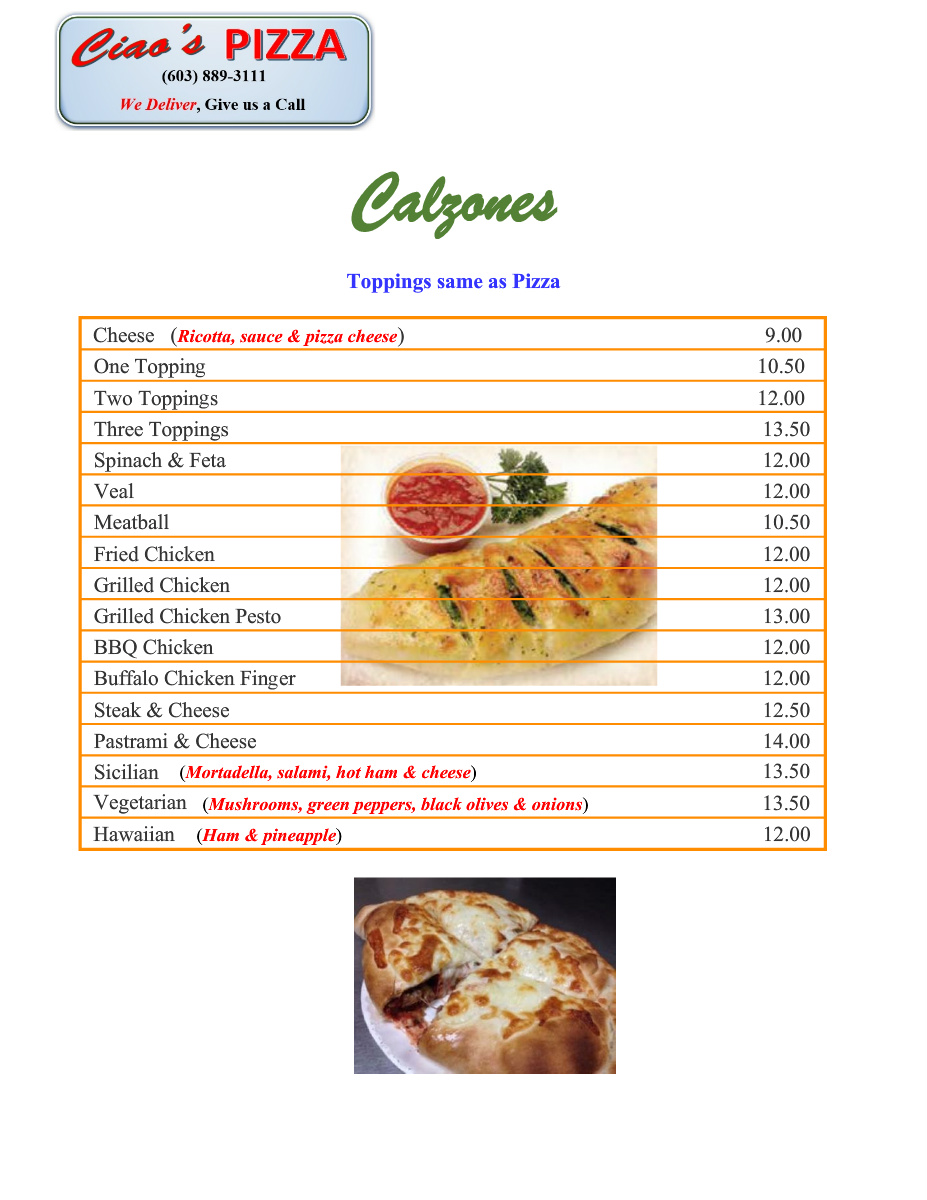 Ciao's PIZZA
(603) 889-3111
We Deliver, Give us a Call
Calzones
Toppings same as Pizza
Cheese (Ricotta, sauce & pizza cheese) 9.00
One Topping 10.50
Two Toppings 12.00
Three Toppings 13.50
Spinach & Feta 12.00
Veal 12.00
Meatball 10.50
Fried Chicken 12.00
Grilled Chicken 12.00
Grilled Chicken Pesto 13.00
BBQ Chicken 12.00
Buffalo Chicken Finger 12.00
Steak & Cheese 12.50
Pastrami & Cheese 14.00
Sicilian (Mortadella, salami, hot ham & cheese) 13.50
Vegetarian (Mushrooms, green peppers, black olives & onions) 13.50
Hawaiian (Ham & pineapple) 12.00